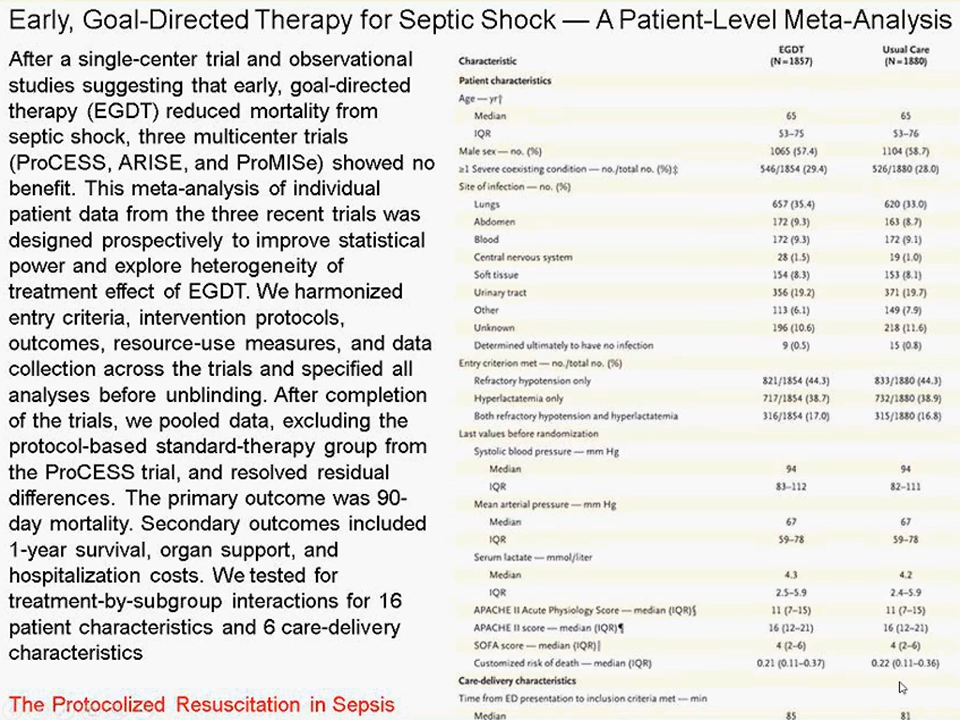 Early, Goal-Directed Therapy for Septic Shock — A Patient-Level Meta-Analysis
After a single-center trial and observational
studies suggesting that early, goal-directed
therapy (EGDT) reduced mortality from
septic shock, three multicenter trials
(ProCESS, ARISE, and ProMISe) showed no
benefit. This meta-analysis of individual
patient data from the three recent trials was
designed prospectively to improve statistical
power and explore heterogeneity of
treatment effect of EGDT. We harmonized
entry criteria, intervention protocols,
outcomes, resource-use measures, and data
collection across the trials and specified all
analyses before unblinding. After completion
of the trials, we pooled data, excluding the
protocol-based standard-therapy group from
the ProCESS trial, and resolved residual
differences. The primary outcome was 90-
day mortality. Secondary outcomes included
1-year survival, organ support, and
hospitalization costs. We tested for
treatment-by-subgroup interactions for 16
patient characteristics and 6 care-delivery
characteristics
The Protocolized Resuscitation in Sepsis
Characteristic EGDT (N=1857) Usual Care (N=1880)
Patient characteristics
Age — yr†
Median 65 65
IQR 53–75 53–76
Male sex — no. (%) 1065 (57.4) 1104 (58.7)
≥1 Severe coexisting condition — no./total no. (%)‡ 546/1854 (29.4) 526/1880 (28.0)
Site of infection — no. (%)
Lungs 657 (35.4) 620 (33.0)
Abdomen 172 (9.3) 163 (8.7)
Blood 172 (9.3) 172 (9.1)
Central nervous system 28 (1.5) 19 (1.0)
Soft tissue 154 (8.3) 153 (8.1)
Urinary tract 356 (19.2) 371 (19.7)
Other 113 (6.1) 149 (7.9)
Unknown 196 (10.6) 218 (11.6)
Determined ultimately to have no infection 9 (0.5) 15 (0.8)
Entry criterion met — no./total no. (%)
Refractory hypotension only 821/1854 (44.3) 833/1880 (44.3)
Hyperlactatemia only 717/1854 (38.7) 732/1880 (38.9)
Both refractory hypotension and hyperlactatemia 316/1854 (17.0) 315/1880 (16.8)
Last values before randomization
Systolic blood pressure — mm Hg
Median 94 94
IQR 83–112 82–111
Mean arterial pressure — mm Hg
Median 67 67
IQR 59–78 59–78
Serum lactate — mmol/liter
Median 4.3 4.2
IQR 2.5–5.9 2.4–5.9
APACHE II Acute Physiology Score — median (IQR)§ 11 (7–15) 11 (7–15)
APACHE II score — median (IQR)¶ 16 (12–21) 16 (12–21)
SOFA score — median (IQR)‖ 4 (2–6) 4 (2–6)
Customized risk of death — median (IQR) 0.21 (0.11–0.37) 0.22 (0.11–0.36)
Care-delivery characteristics
Time from ED presentation to inclusion criteria met — min
Median 85 81